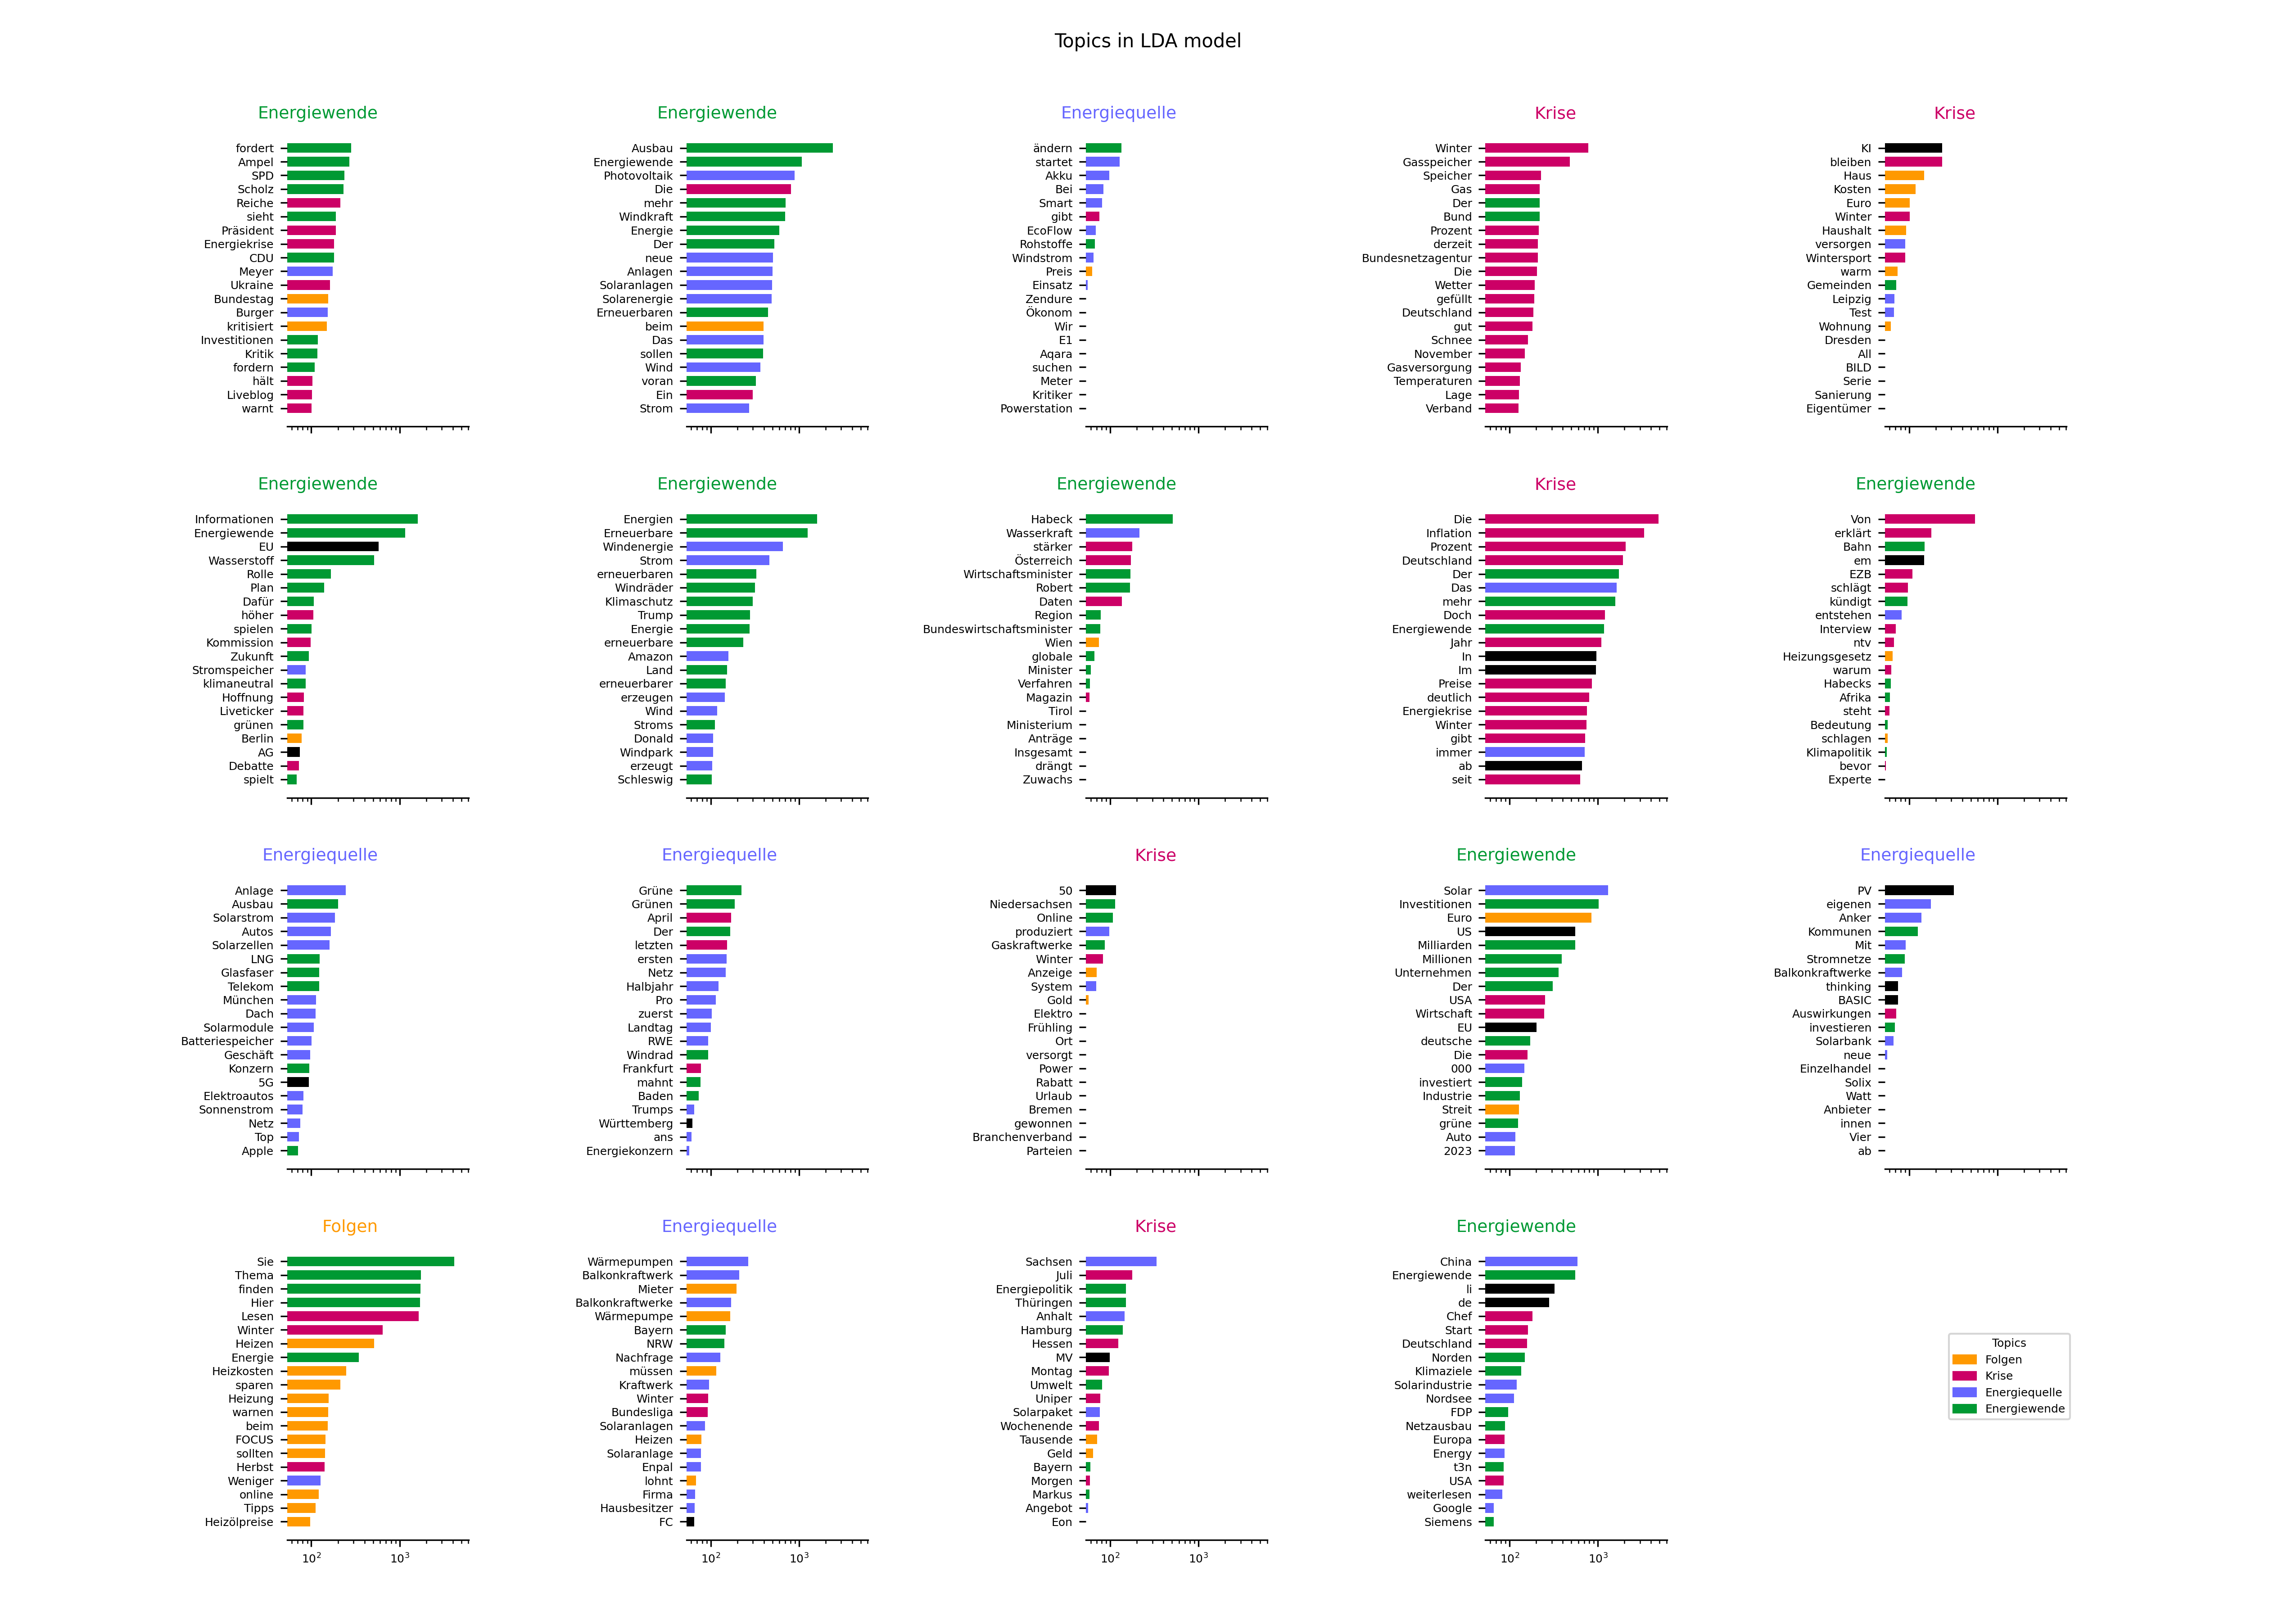 Topics in LDA model
Energiewende
fordert
Ampel
SPD
Scholz
Reiche
sieht
Präsident
Energiekrise
CDU
Meyer
Ukraine
Bundestag
Burger
kritisiert
Investitionen
Kritik
fordern
hält
Liveblog
warnt
Energiewende
Ausbau
Energiewende
Photovoltaik
Die
mehr
Windkraft
Energie
Der
neue
Anlagen
Solaranlagen
Solarenergie
Erneuerbaren
beim
Das
sollen
Wind
voran
Ein
Strom
Energiequelle
ändern
startet
Akku
Bei
Smart
gibt
EcoFlow
Rohstoffe
Windstrom
Preis
Einsatz
Zendure
Ökonom
Wir
E1
Aqara
suchen
Meter
Kritiker
Powerstation
Krise
Winter
Gasspeicher
Speicher
Gas
Der
Bund
Prozent
derzeit
Bundesnetzagentur
Die
Wetter
gefüllt
Deutschland
gut
Schnee
November
Gasversorgung
Temperaturen
Lage
Verband
Krise
KI
bleiben
Haus
Kosten
Euro
Winter
Haushalt
versorgen
Wintersport
warm
Gemeinden
Leipzig
Test
Wohnung
Dresden
All
BILD
Serie
Sanierung
Eigentümer
Energiewende
Informationen
Energiewende
EU
Wasserstoff
Rolle
Plan
Dafür
höher
spielen
Kommission
Zukunft
Stromspeicher
klimaneutral
Hoffnung
Liveticker
grünen
Berlin
AG
Debatte
spielt
Energiewende
Energien
Erneuerbare
Windenergie
Strom
erneuerbaren
Windräder
Klimaschutz
Trump
Energie
erneuerbare
Amazon
Land
erneuerbarer
erzeugen
Wind
Stroms
Donald
Windpark
erzeugt
Schleswig
Energiewende
Habeck
Wasserkraft
stärker
Österreich
Wirtschaftsminister
Robert
Daten
Region
Bundeswirtschaftsminister
Wien
globale
Minister
Verfahren
Magazin
Tirol
Ministerium
Anträge
Insgesamt
drängt
Zuwachs
Krise
Die
Inflation
Prozent
Deutschland
Der
Das
mehr
Doch
Energiewende
Jahr
In
Im
Preise
deutlich
Energiekrise
Winter
gibt
immer
ab
seit
Energiewende
Von
erklärt
Bahn
em
EZB
schlägt
kündigt
entstehen
Interview
ntv
Heizungsgesetz
warum
Habecks
Afrika
steht
Bedeutung
schlagen
Klimapolitik
bevor
Experte
Energiequelle
Anlage
Ausbau
Solarstrom
Autos
Solarzellen
LNG
Glasfaser
Telekom
München
Dach
Solarmodule
Batteriespeicher
Geschäft
Konzern
5G
Elektroautos
Sonnenstrom
Netz
Top
Apple
Energiequelle
Grüne
Grünen
April
Der
letzten
ersten
Netz
Halbjahr
Pro
zuerst
Landtag
RWE
Windrad
Frankfurt
mahnt
Baden
Trumps
Württemberg
ans
Energiekonzern
Krise
50
Niedersachsen
Online
produziert
Gaskraftwerke
Winter
Anzeige
System
Gold
Elektro
Frühling
Ort
versorgt
Power
Rabatt
Urlaub
Bremen
gewonnen
Branchenverband
Parteien
Energiewende
Solar
Investitionen
Euro
US
Milliarden
Millionen
Unternehmen
Der
USA
Wirtschaft
EU
deutsche
Die
000
investiert
Industrie
Streit
grüne
Auto
2023
Energiequelle
PV
eigenen
Anker
Kommunen
Mit
Stromnetze
Balkonkraftwerke
thinking
BASIC
Auswirkungen
investieren
Solarbank
neue
Einzelhandel
Solix
Watt
Anbieter
innen
Vier
ab
Folgen
Sie
Thema
finden
Hier
Lesen
Winter
Heizen
Energie
Heizkosten
sparen
Heizung
warnen
beim
FOCUS
sollten
Herbst
Weniger
online
Tipps
Heizölpreise
10² 10³
Energiequelle
Wärmepumpen
Balkonkraftwerk
Mieter
Balkonkraftwerke
Wärmepumpe
Bayern
NRW
Nachfrage
müssen
Kraftwerk
Winter
Bundesliga
Solaranlagen
Heizen
Solaranlage
Enpal
lohnt
Firma
Hausbesitzer
FC
10² 10³
Krise
Sachsen
Juli
Energiepolitik
Thüringen
Anhalt
Hamburg
Hessen
MV
Montag
Umwelt
Uniper
Solarpaket
Wochenende
Tausende
Geld
Bayern
Morgen
Markus
Angebot
Eon
10² 10³
Energiewende
China
Energiewende
li
de
Chef
Start
Deutschland
Norden
Klimaziele
Solarindustrie
Nordsee
FDP
Netzausbau
Europa
Energy
t3n
USA
weiterlesen
Google
Siemens
10² 10³
Topics
Folgen
Krise
Energiequelle
Energiewende